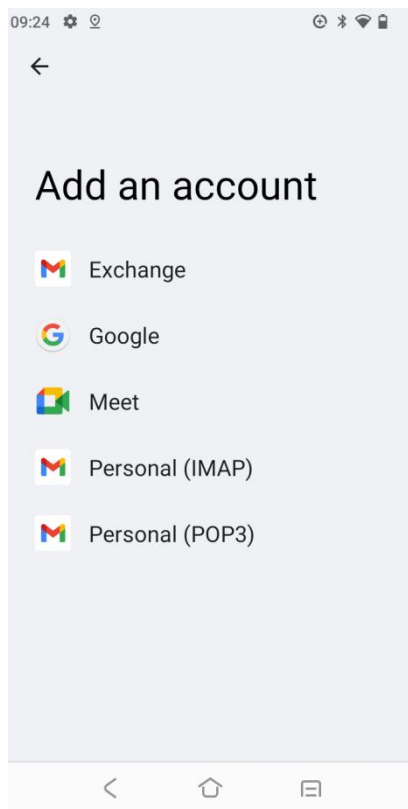 09:24
Add an account
Exchange
Google
Meet
Personal (IMAP)
Personal (POP3)